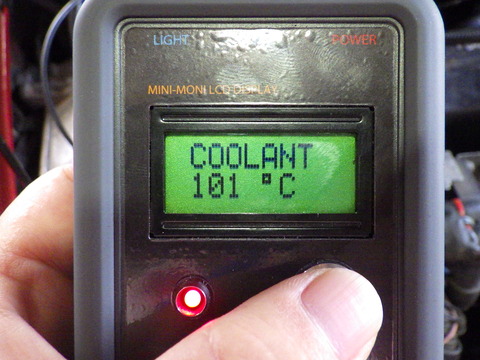 LIGHT POWER
MINI-MONI LCD DISPLAY
COOLANT
101 °C